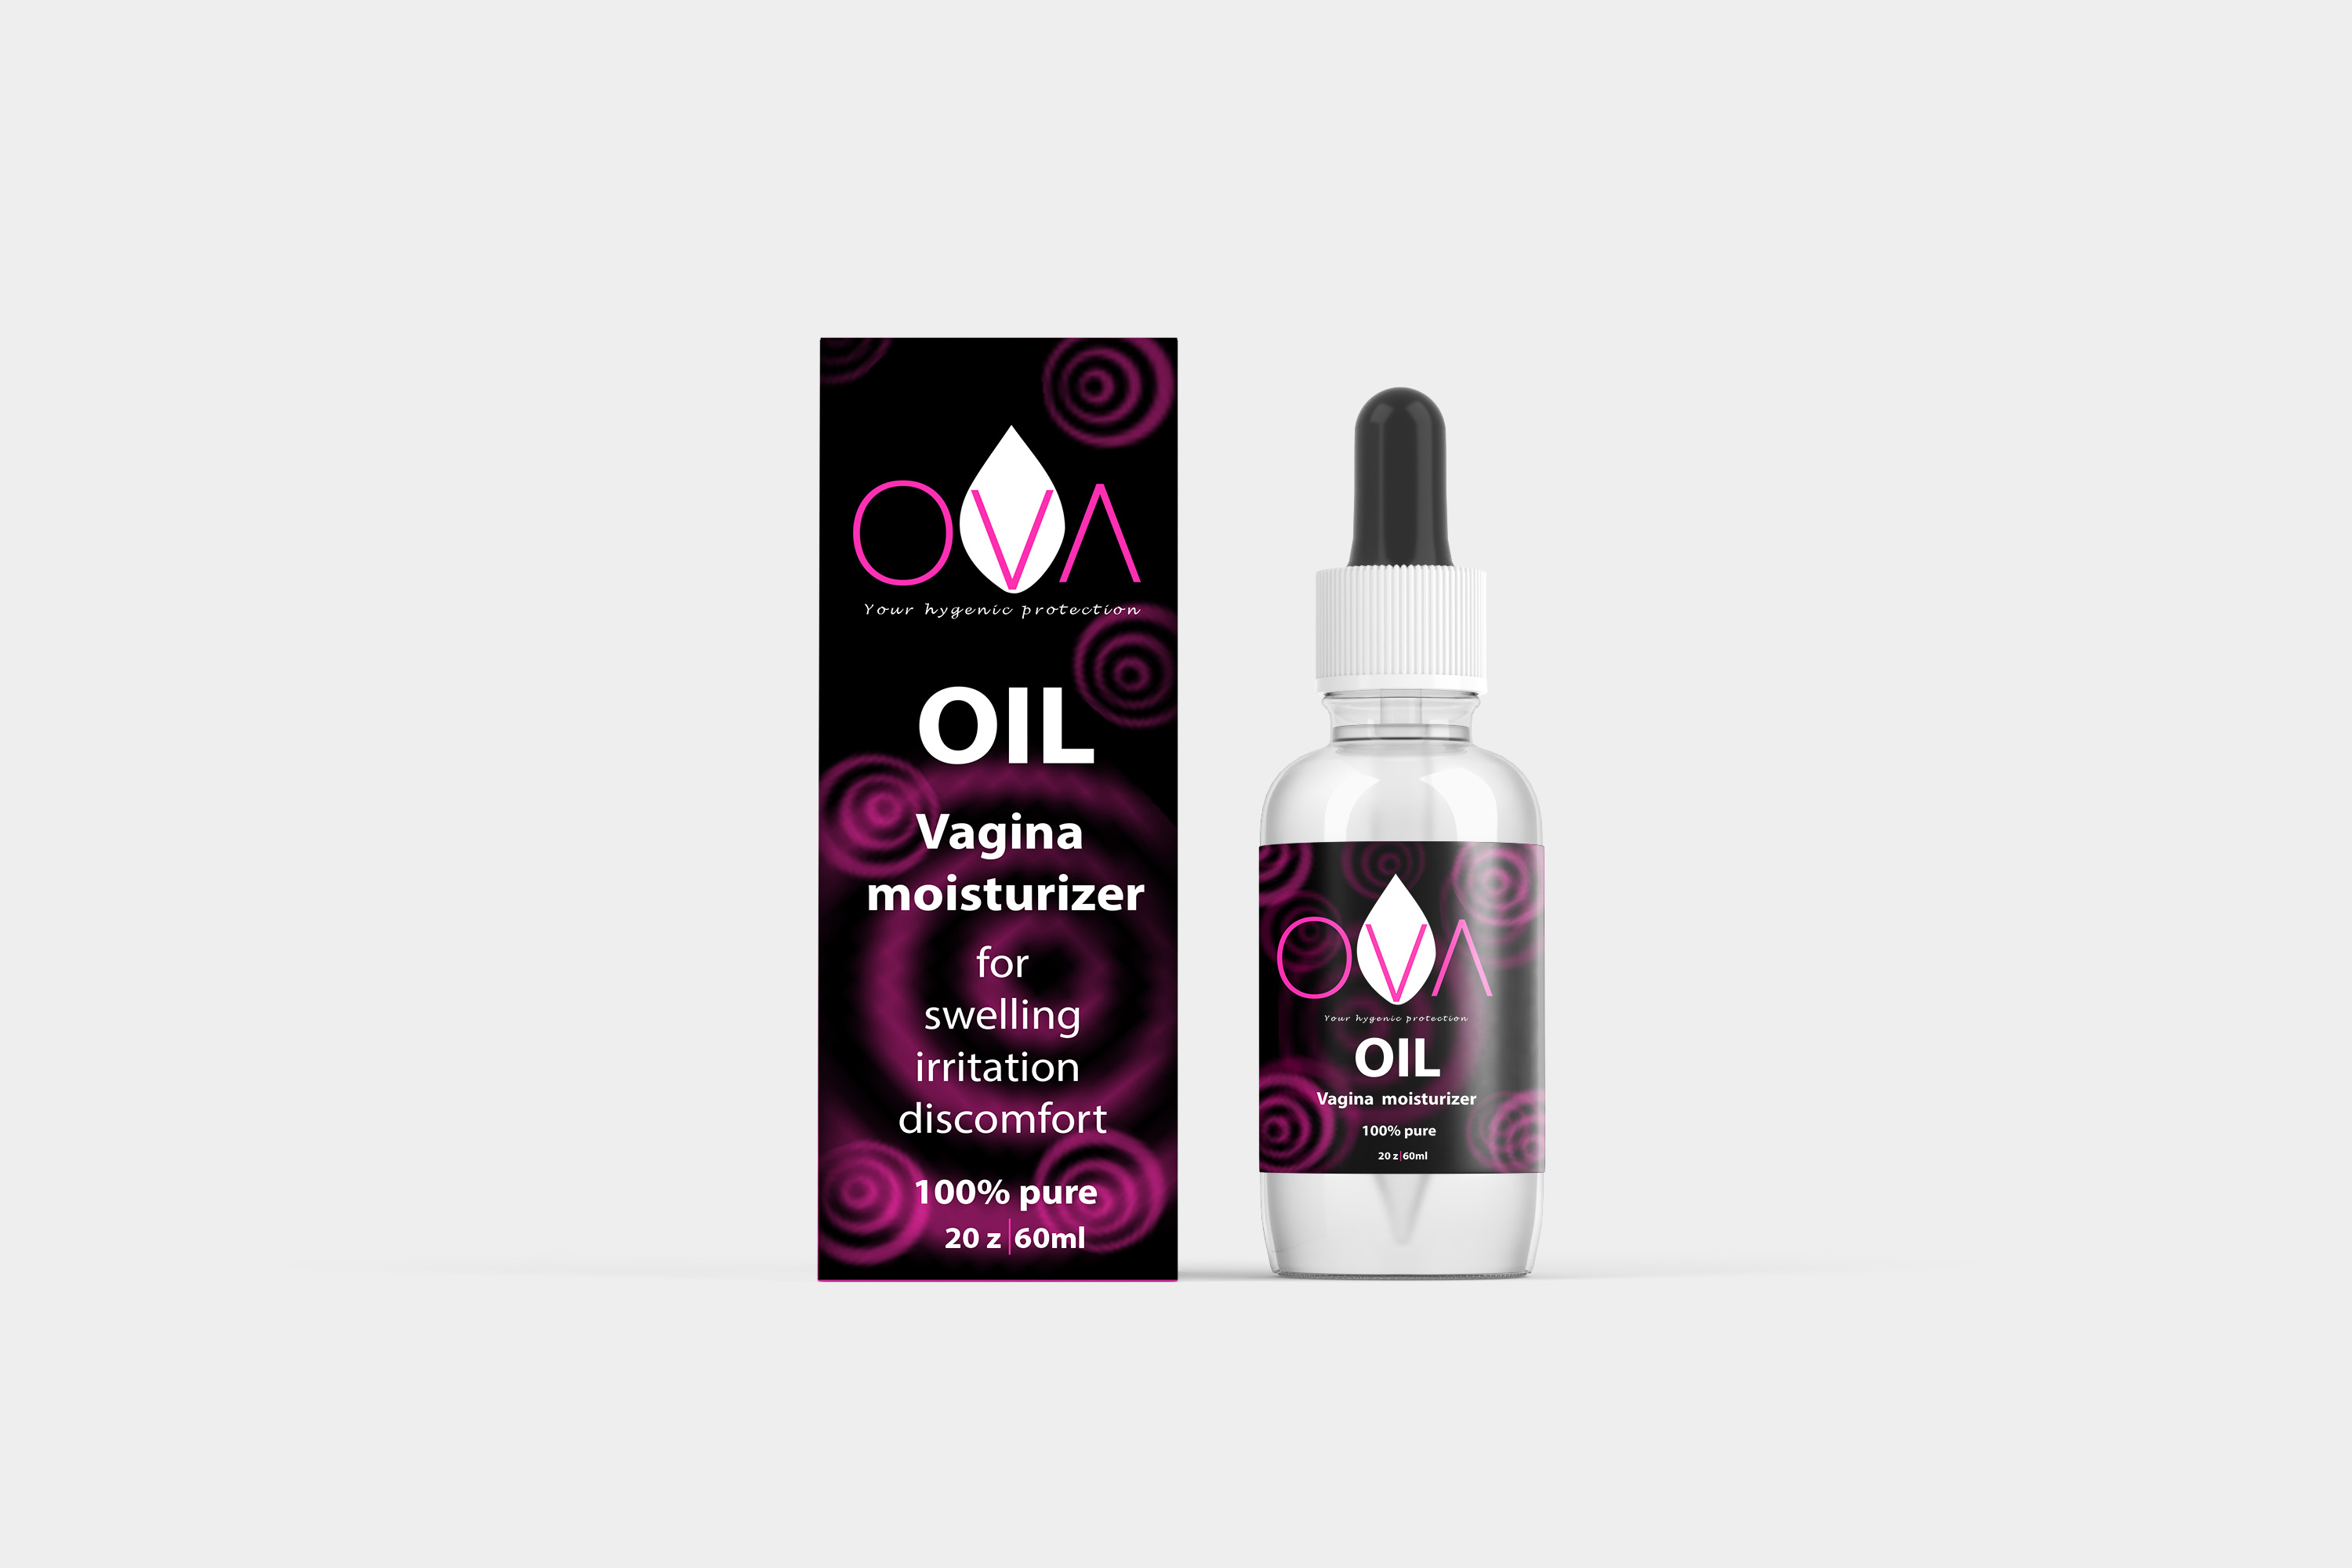 OVA
Your hygenic protection
OIL
Vagina
moisturizer
for
swelling
irritation
discomfort
100% pure
20 z|60ml
OVA
Your hygenic protection
OIL
Vagina moisturizer
100% pure
20 z|60ml